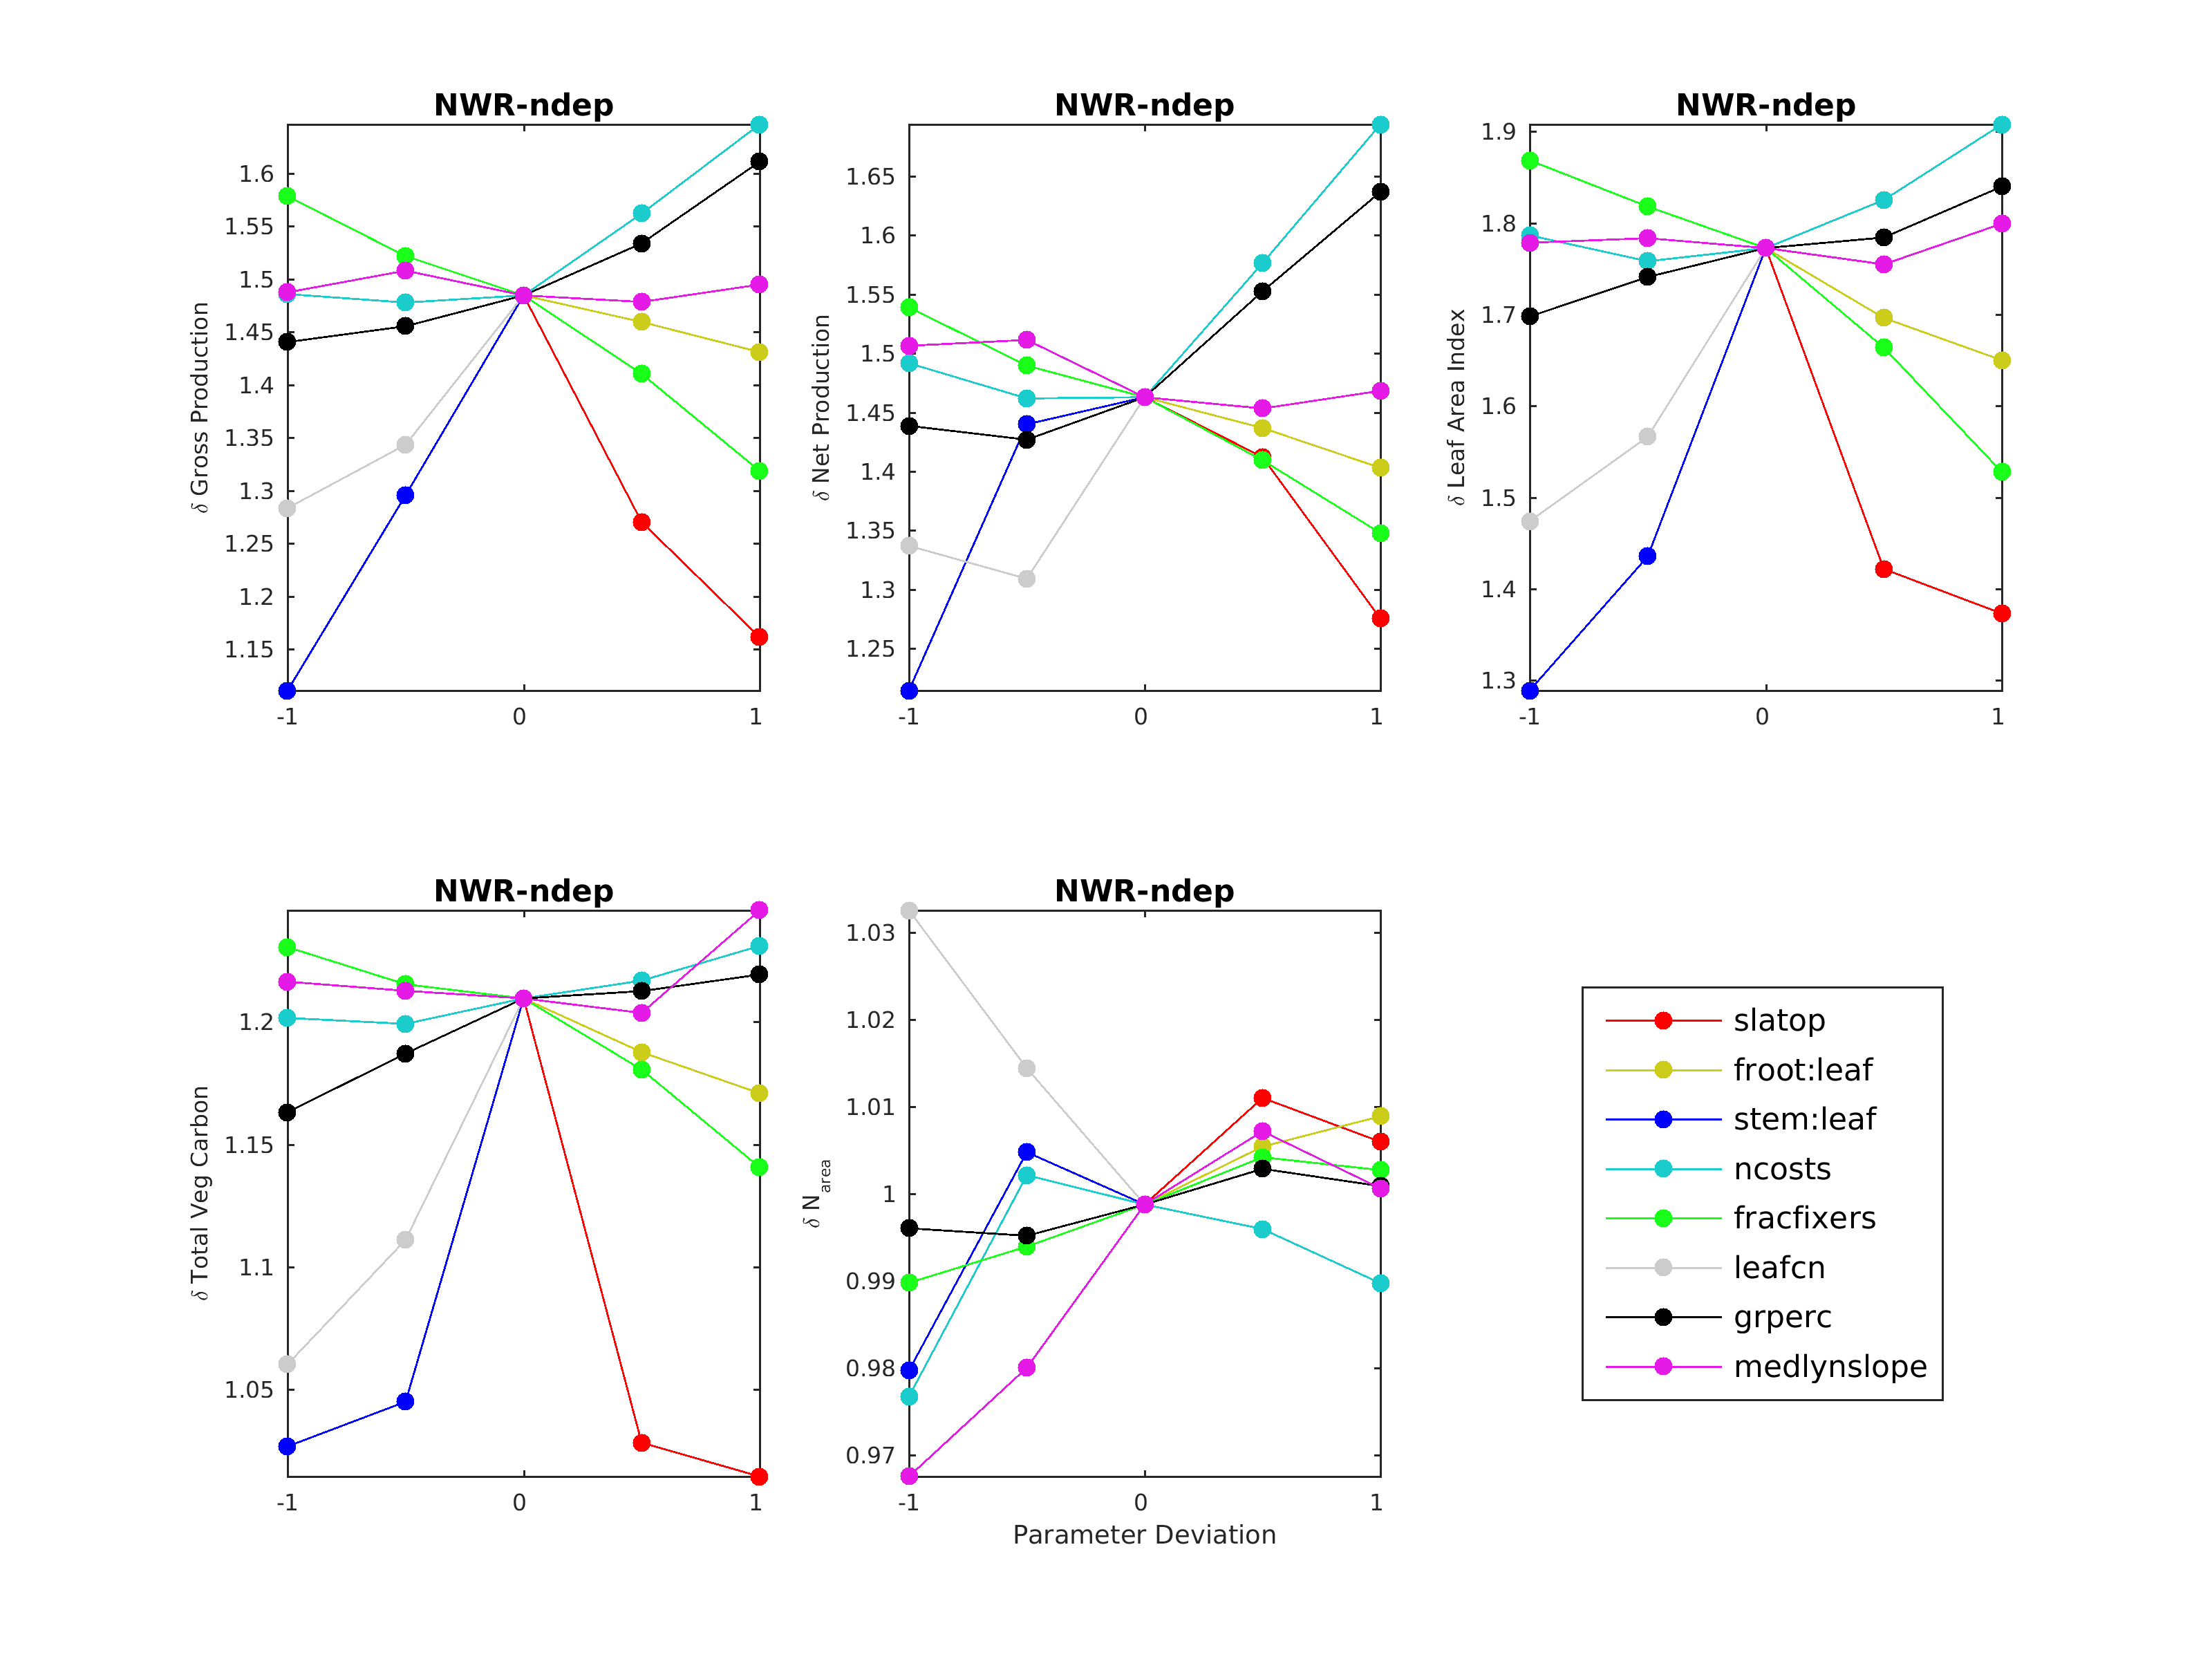 NWR-ndep
δ Gross Production
1.6
1.55
1.5
1.45
1.4
1.35
1.3
1.25
1.2
1.15
-1 0 1
NWR-ndep
δ Net Production
1.65
1.6
1.55
1.5
1.45
1.4
1.35
1.3
1.25
-1 0 1
NWR-ndep
δ Leaf Area Index
1.9
1.8
1.7
1.6
1.5
1.4
1.3
-1 0 1
NWR-ndep
δ Total Veg Carbon
1.2
1.15
1.1
1.05
-1 0 1
NWR-ndep
δ N area
1.03
1.02
1.01
1
0.99
0.98
0.97
-1 0 1
Parameter Deviation
slatop
froot:leaf
stem:leaf
ncosts
fracfixers
leafcn
grperc
medlynslope